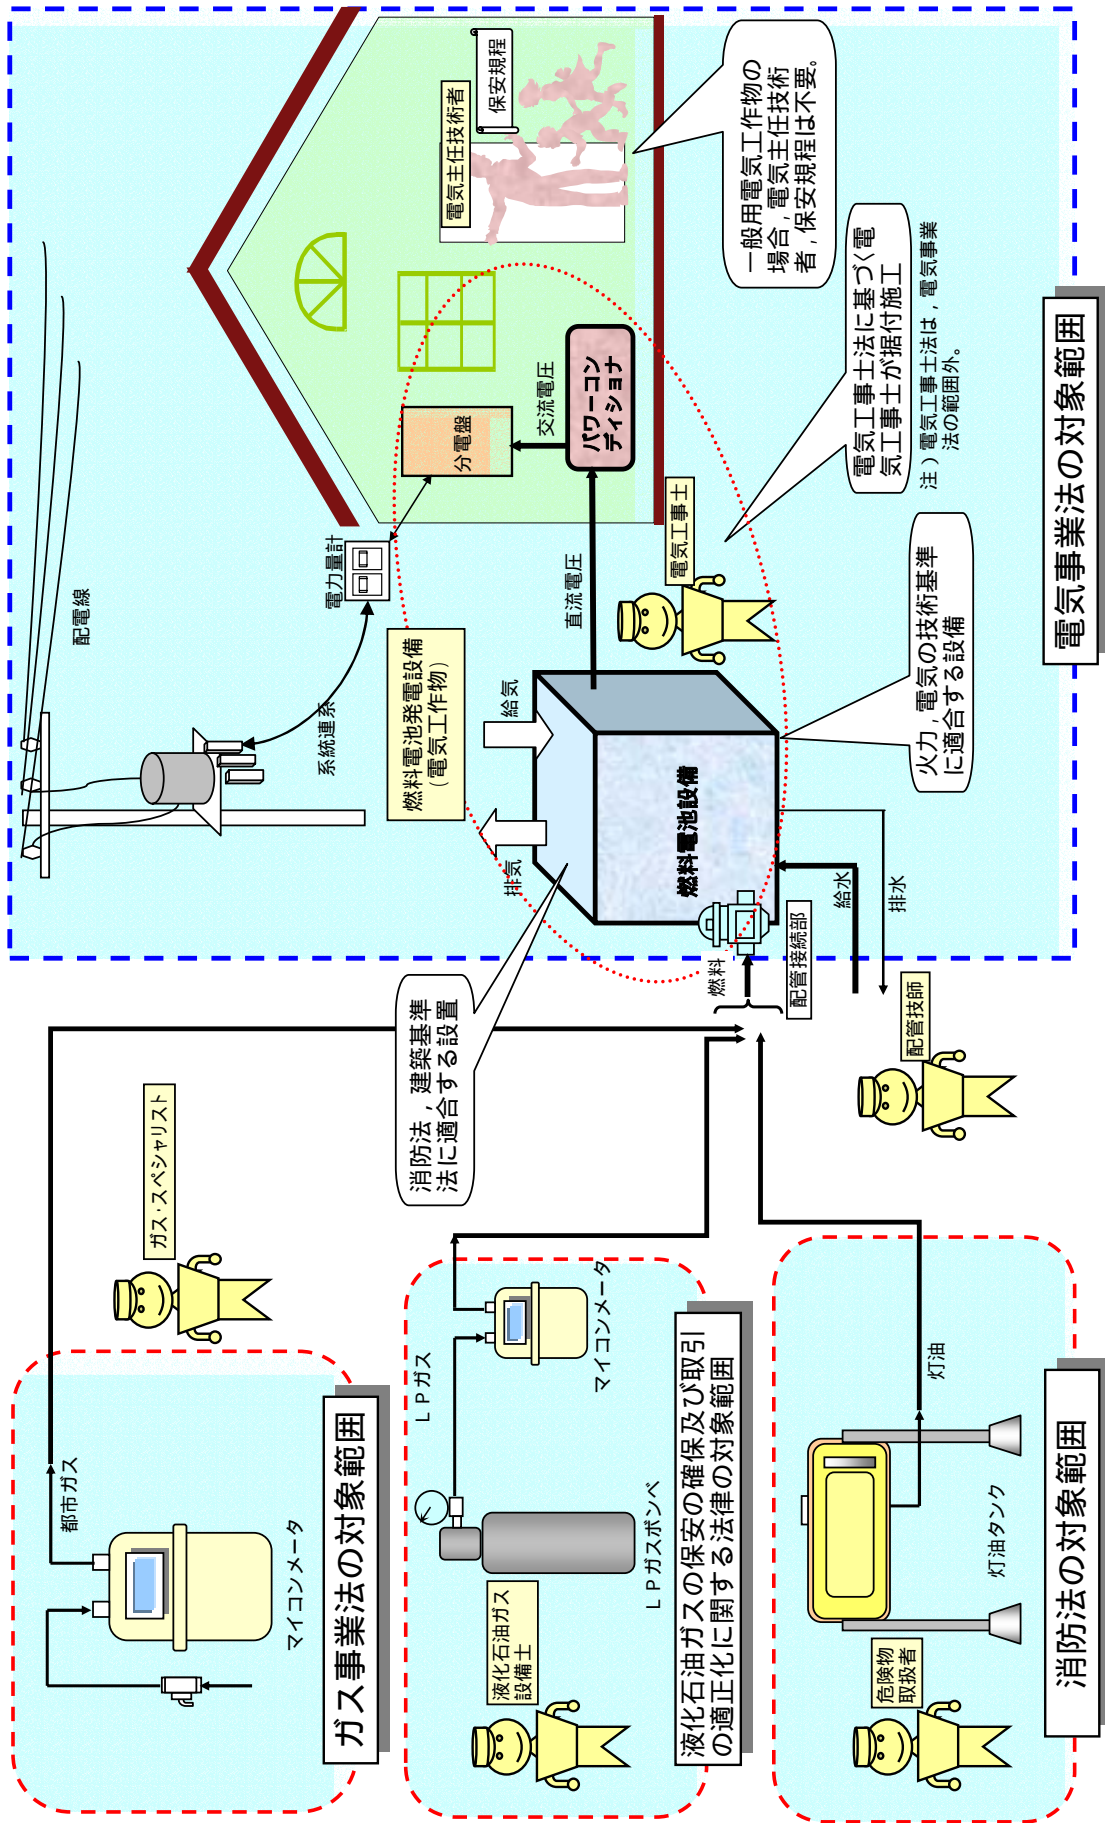 ガス事業法の対象範囲
都市ガス
マイコンメータ
ガス・スペシャリスト
液化石油ガスの保安の確保及び取引
の適正化に関する法律の対象範囲
LPガス
マイコンメータ
LPガスボンベ
液化石油ガス
設備士
消防法の対象範囲
灯油
灯油タンク
危険物
取扱者
消防法，建築基準
法に適合する設置
燃料
配管接続部
配管技師
給水
排水
配電線
系統連系
電力量計
燃料電池発電設備
（電気工作物）
排気
給気
燃料電池設備
直流電圧
パワーコン
ディショナ
交流電圧
分電盤
電気工事士
電気主任技術者
保安規程
一般用電気工作物の
場合，電気主任技術
者，保安規程は不要。
電気工事士法に基づく電
気工事士が据付施工
注）電気工事士法は，電気事業
法の範囲外。
火力，電気の技術基準
に適合する設備
電気事業法の対象範囲